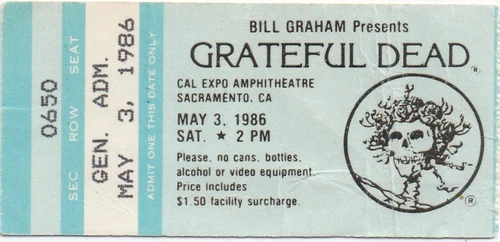 0650
SEC ROW SEAT
GEN. ADM.
MAY 3, 1986
ADMIT ONE THIS DATE ONLY
BILL GRAHAM Presents
GRATEFUL DEAD®
CAL EXPO AMPHITHEATRE
SACRAMENTO, CA
MAY 3, 1986
SAT. ★ 2 PM
Please, no cans, bottles,
alcohol or video equipment.
Price includes
$1.50 facility surcharge.
®